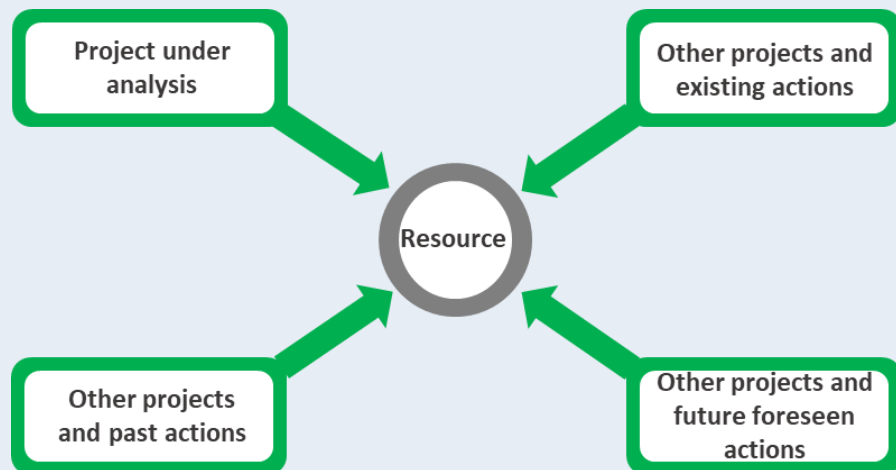 Project under
analysis
Other projects and
existing actions
Resource
Other projects
and past actions
Other projects and
future foreseen
actions